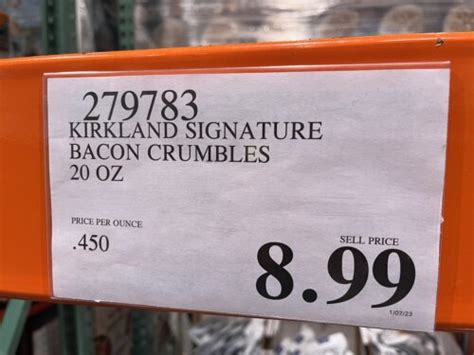 279783
KIRKLAND SIGNATURE
BACON CRUMBLES
20 OZ
PRICE PER OUNCE
.450
SELL PRICE
8.99
1/07/23